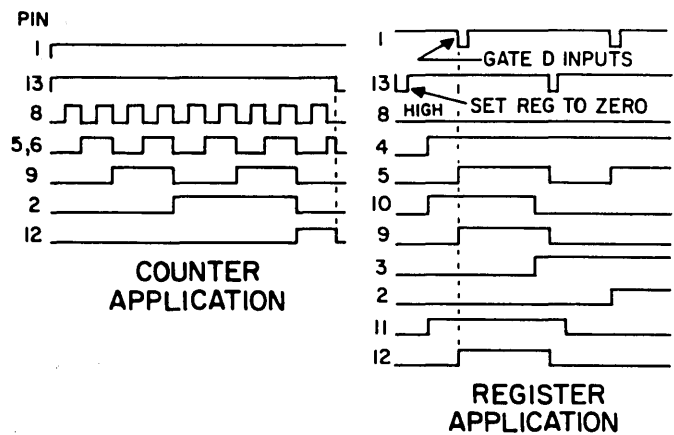 PIN
1
13
8
5,6
9
2
12
COUNTER
APPLICATION
1
GATE D INPUTS
13
HIGH
SET REG TO ZERO
8
4
5
10
9
3
2
11
12
REGISTER
APPLICATION